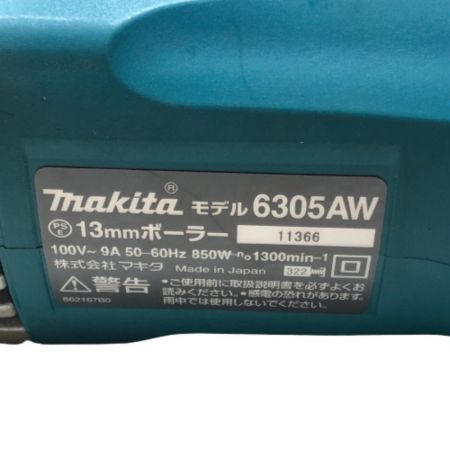 makita® モデル 6305AW
PSE 13mmボーラー 11366
100V~ 9A 50-60Hz 850W n₀ 1300min-1
株式会社マキタ Made in Japan 322
警告 •ご使用前に取扱説明書を必ずよくお
読みください。•感電の恐れがあります。
雨中では使用しないでください。
862167B0